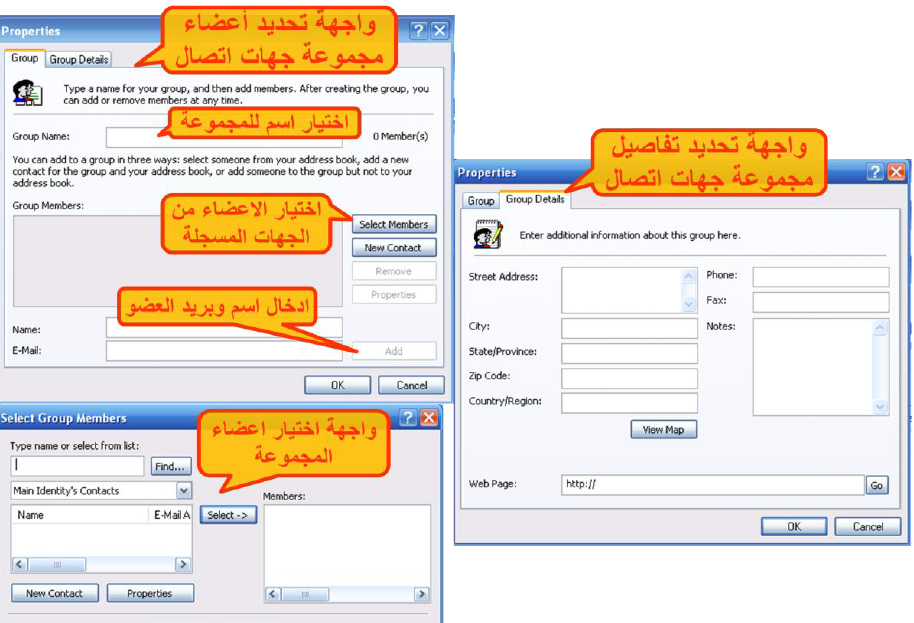 Properties
واجهة تحديد أعضاء
مجموعة جهات اتصال
Group
Group Details
Type a name for your group, and then add members. After creating the group, you
can add or remove members at any time.
اختيار اسم للمجموعة
Group Name:
0 Member(s)
You can add to a group in three ways: select someone from your address book, add a new
contact for the group and your address book, or add someone to the group but not to your
address book.
Group Members:
اختيار الاعضاء من
الجهات المسجلة
Select Members
New Contact
Remove
Properties
ادخال اسم وبريد العضو
Name:
E-Mail:
Add
OK
Cancel
واجهة تحديد تفاصيل
مجموعة جهات اتصال
Properties
Group
Group Details
Enter additional information about this group here.
Street Address:
Phone:
Fax:
City:
Notes:
State/Province:
Zip Code:
Country/Region:
View Map
Web Page:
http://
Go
OK
Cancel
Select Group Members
واجهة اختيار اعضاء
المجموعة
Type name or select from list:
Find...
Main Identity's Contacts
Members:
Name
E-Mail A
Select ->
New Contact
Properties